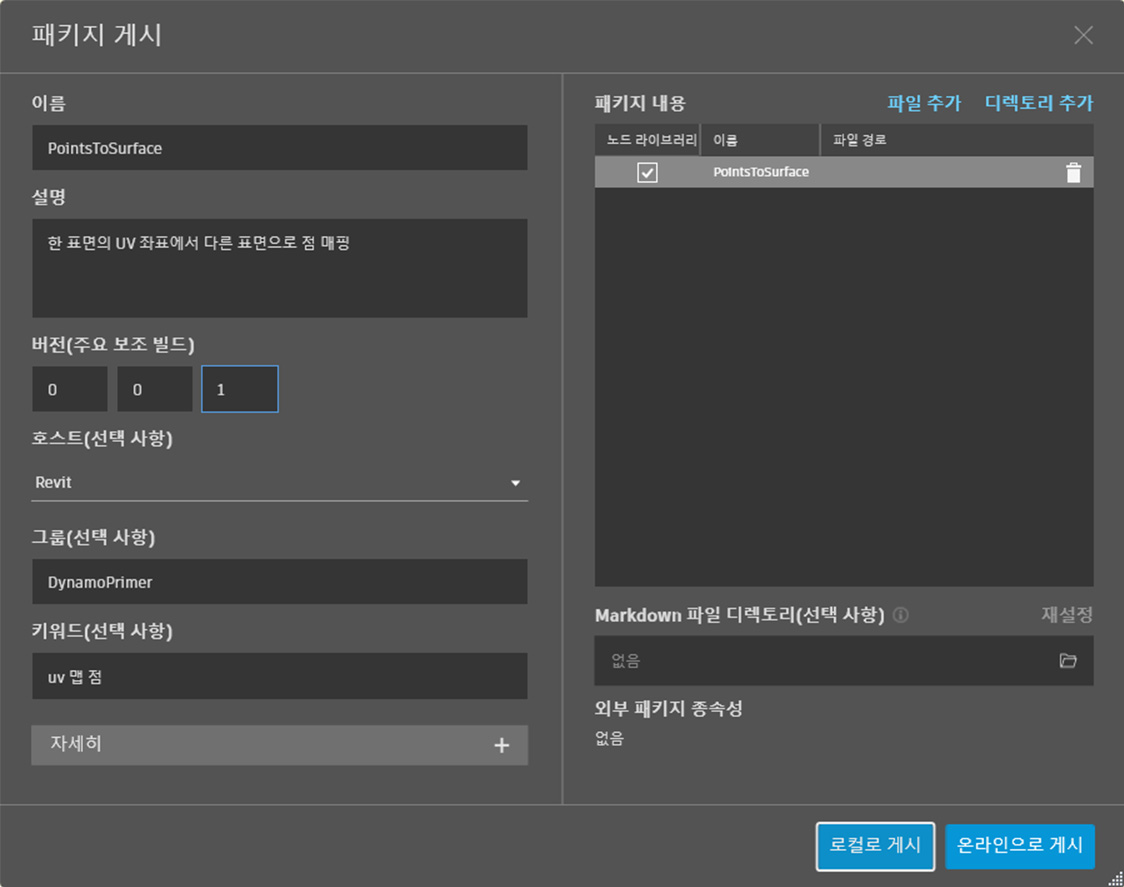 패키지 게시
이름
PointsToSurface
설명
한 표면의 UV 좌표에서 다른 표면으로 점 매핑
버전(주요 보조 빌드)
0 0 1
호스트(선택 사항)
Revit
그룹(선택 사항)
DynamoPrimer
키워드(선택 사항)
uv 맵 점
자세히
패키지 내용 파일 추가 디렉토리 추가
노드 라이브러리 이름 파일 경로
PointsToSurface
Markdown 파일 디렉토리(선택 사항) 재설정
없음
외부 패키지 종속성
없음
로컬로 게시 온라인으로 게시